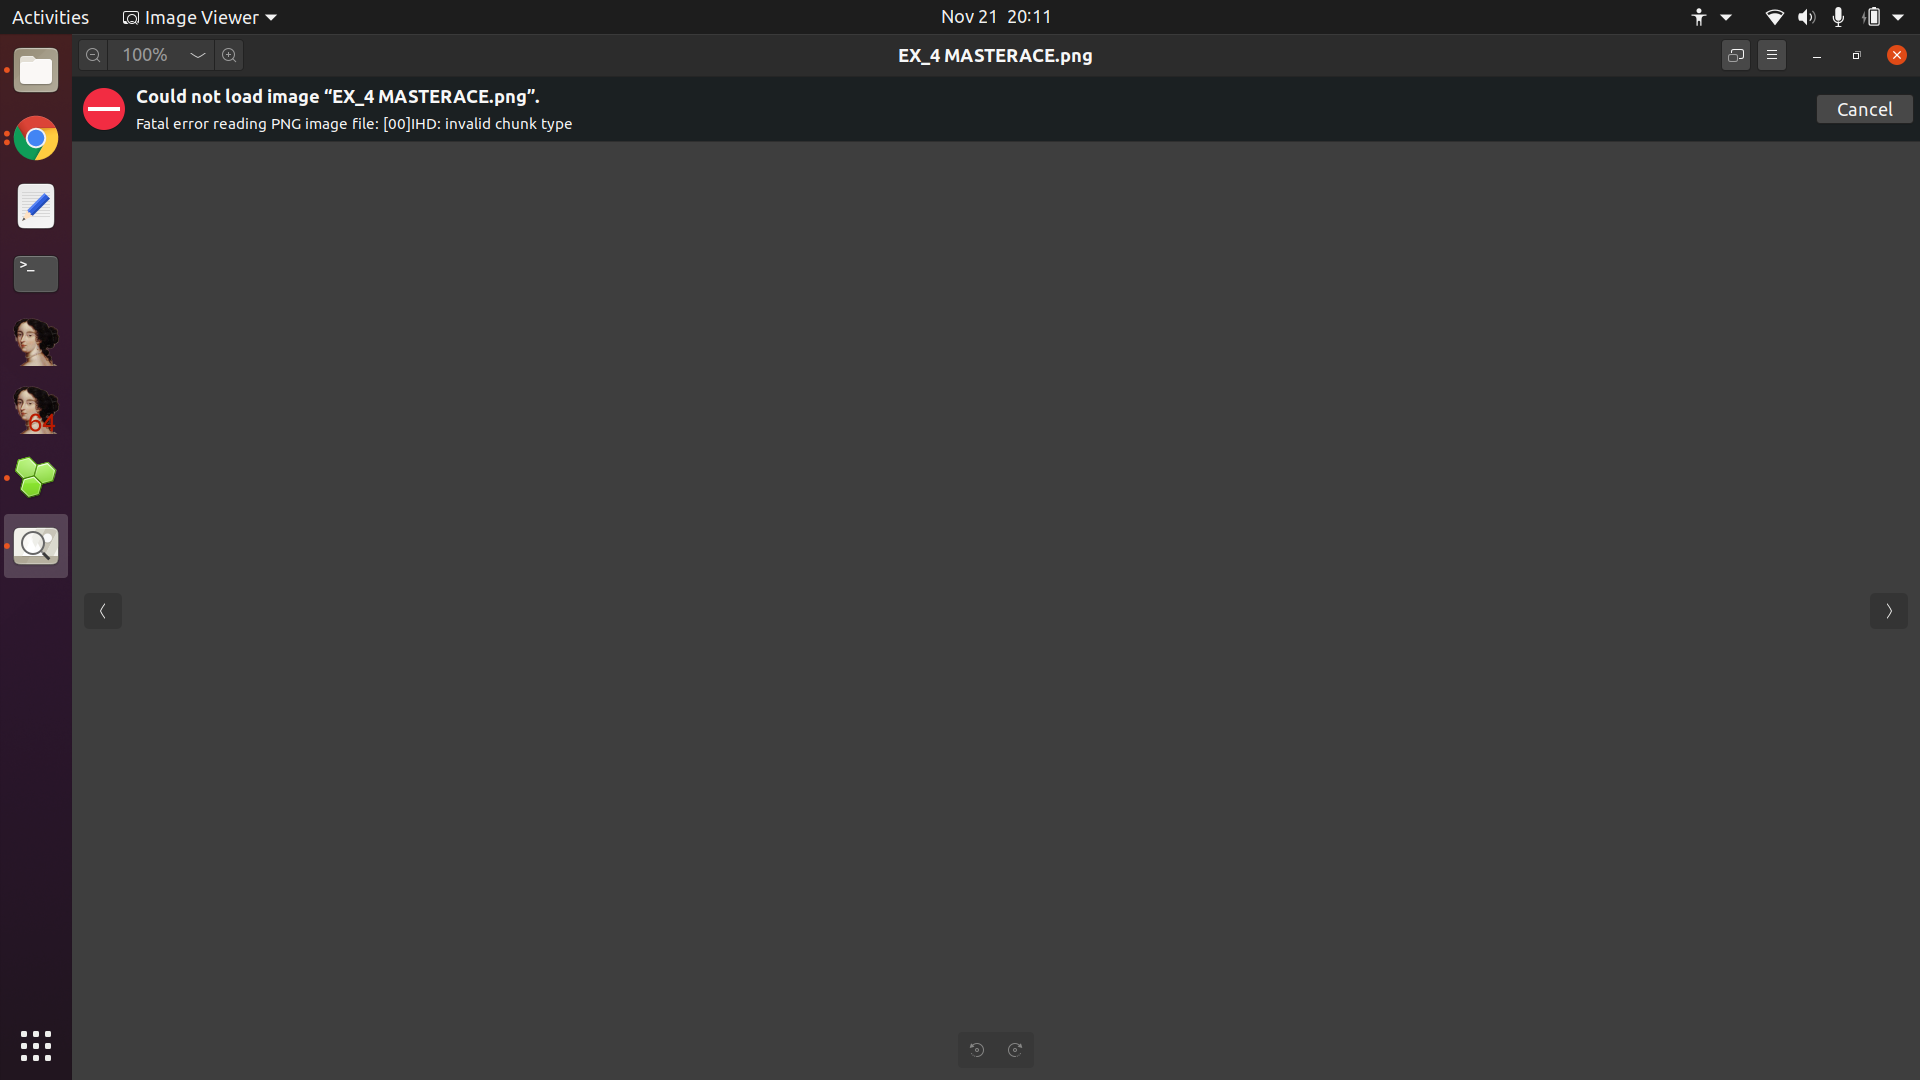 Activities Image Viewer Nov 21 20:11
100% EX_4 MASTERACE.png
Could not load image “EX_4 MASTERACE.png”.
Fatal error reading PNG image file: [00]IHD: invalid chunk type
Cancel
>_
64